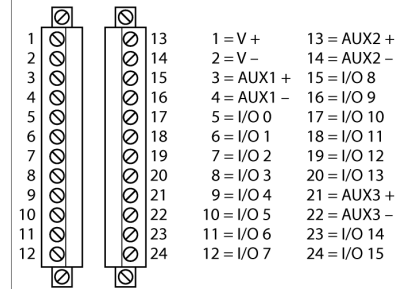 1 13 1 = V + 13 = AUX2 +
2 14 2 = V – 14 = AUX2 –
3 15 3 = AUX1 + 15 = I/O 8
4 16 4 = AUX1 – 16 = I/O 9
5 17 5 = I/O 0 17 = I/O 10
6 18 6 = I/O 1 18 = I/O 11
7 19 7 = I/O 2 19 = I/O 12
8 20 8 = I/O 3 20 = I/O 13
9 21 9 = I/O 4 21 = AUX3 +
10 22 10 = I/O 5 22 = AUX3 –
11 23 11 = I/O 6 23 = I/O 14
12 24 12 = I/O 7 24 = I/O 15